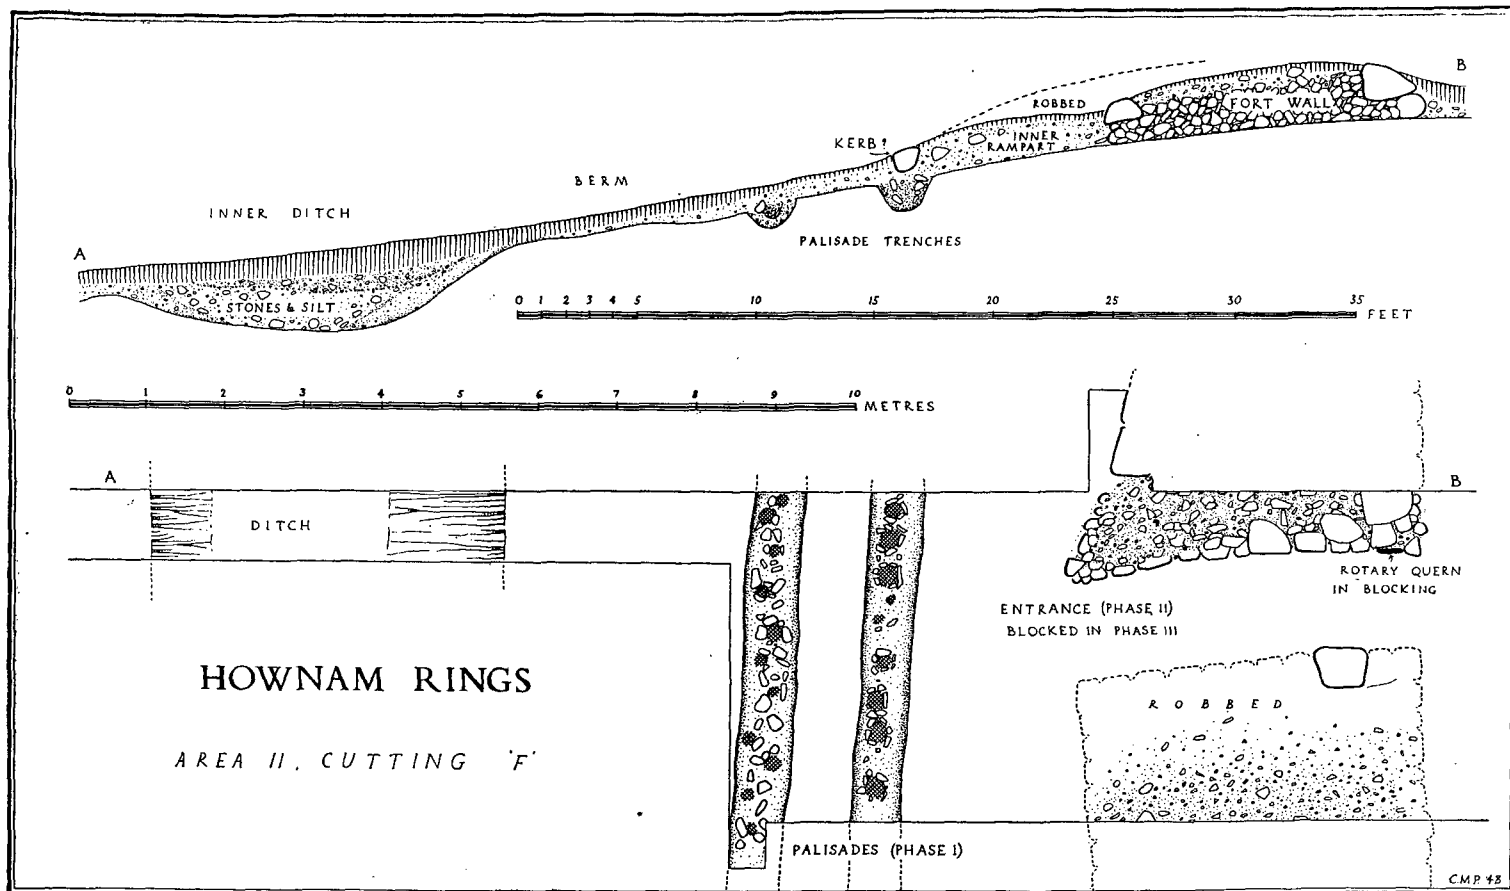 B
ROBBED
FORT WALL
KERB?
INNER
RAMPART
BERM
INNER DITCH
PALISADE TRENCHES
A
STONES & SILT
0 1 2 3 4 5 10 15 20 25 30 35 FEET
0 1 2 3 4 5 6 7 8 9 10 METRES
A
B
DITCH
ROTARY QUERN
IN BLOCKING
ENTRANCE (PHASE II)
BLOCKED IN PHASE III
HOWNAM RINGS
AREA II, CUTTING 'F'
ROBBED
PALISADES (PHASE I)
C.M.P. '48